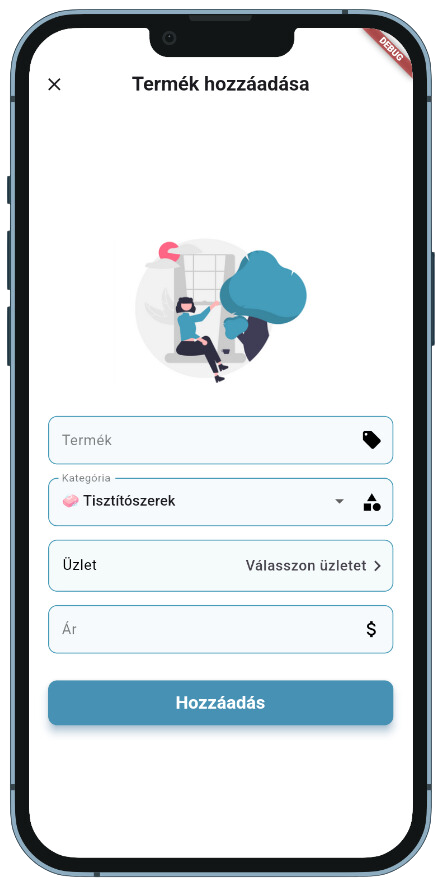 DEBUG
Termék hozzáadása
Termék
Kategória
🧼 Tisztítószerek
Üzlet Válasszon üzletet
Ár $
Hozzáadás